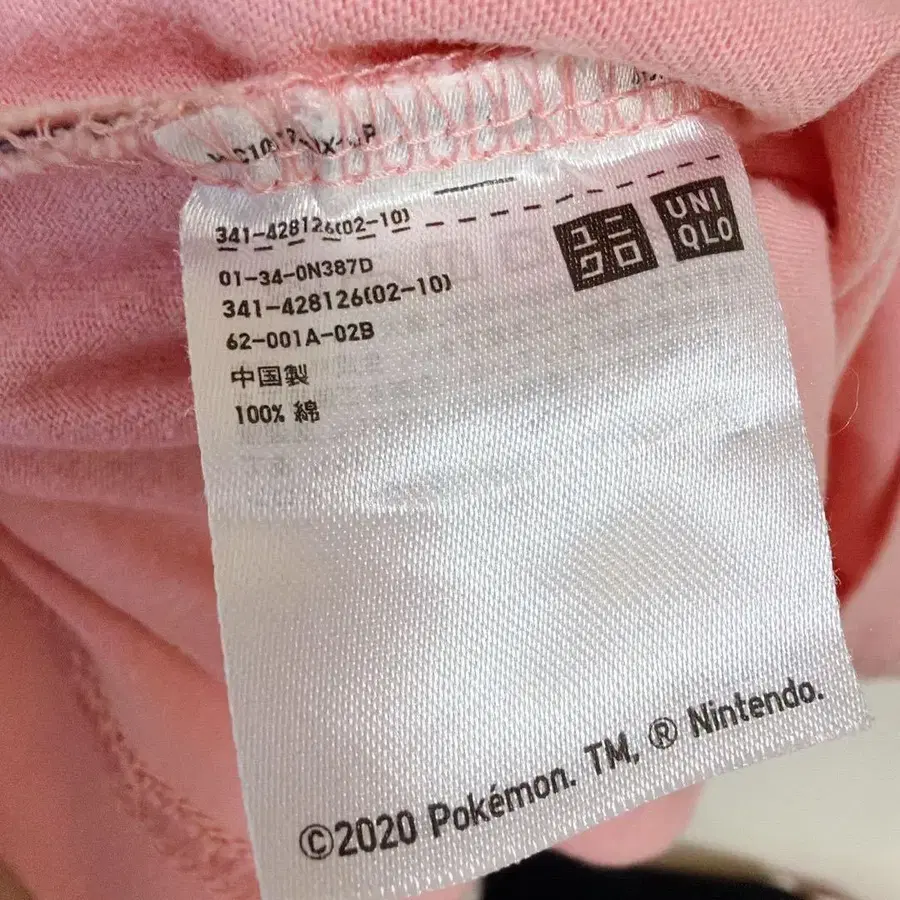 341-428126(02-10)
ユニ
クロ
UNI
QLO
01-34-0N387D
341-428126(02-10)
62-001A-02B
中国製
100% 綿
©2020 Pokémon. TM, ® Nintendo.